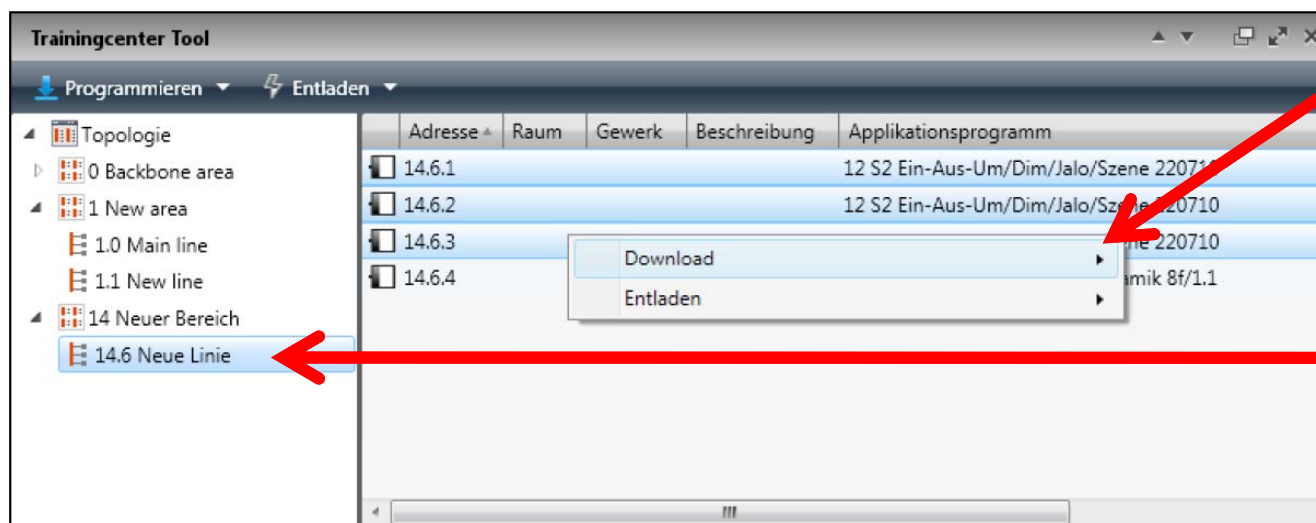 Trainingcenter Tool
Programmieren Entladen
Topologie
0 Backbone area
1 New area
1.0 Main line
1.1 New line
14 Neuer Bereich
14.6 Neue Linie
Adresse Raum Gewerk Beschreibung Applikationsprogramm
14.6.1 12 S2 Ein-Aus-Um/Dim/Jalo/Szene 220710
14.6.2 12 S2 Ein-Aus-Um/Dim/Jalo/Szene 220710
14.6.3 220710
14.6.4 8f/1.1
Download
Entladen